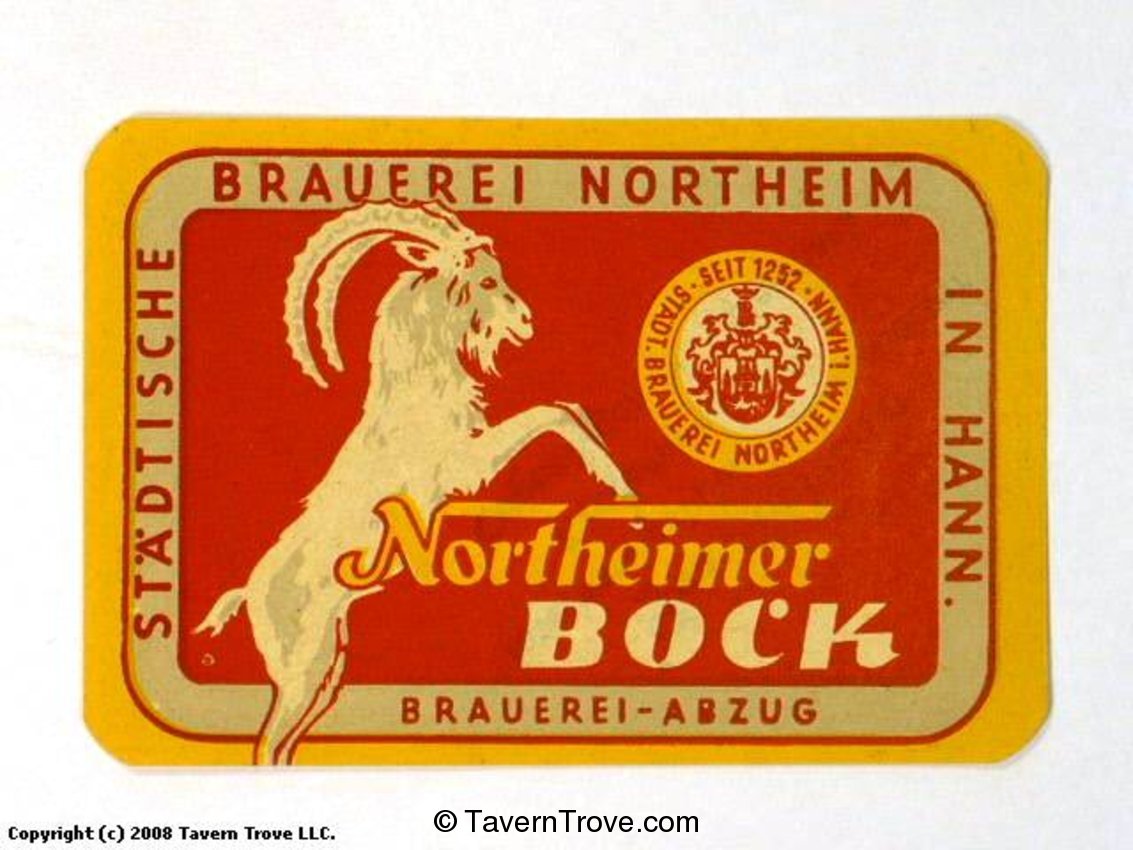 STÄDTISCHE
BRAUEREI NORTHEIM
IN HANN.
· SEIT 1252 ·
STÄDT. BRAUEREI NORTHEIM I. HANN
Northeimer
BOCK
BRAUEREI-ABZUG
Copyright (c) 2008 Tavern Trove LLC.
© TavernTrove.com